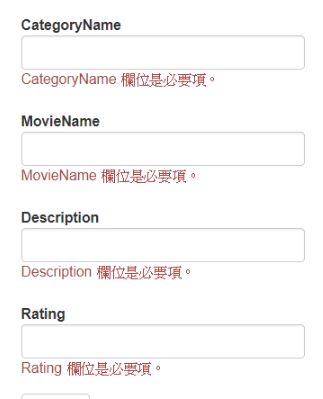 CategoryName
CategoryName 欄位是必要項。
MovieName
MovieName 欄位是必要項。
Description
Description 欄位是必要項。
Rating
Rating 欄位是必要項。